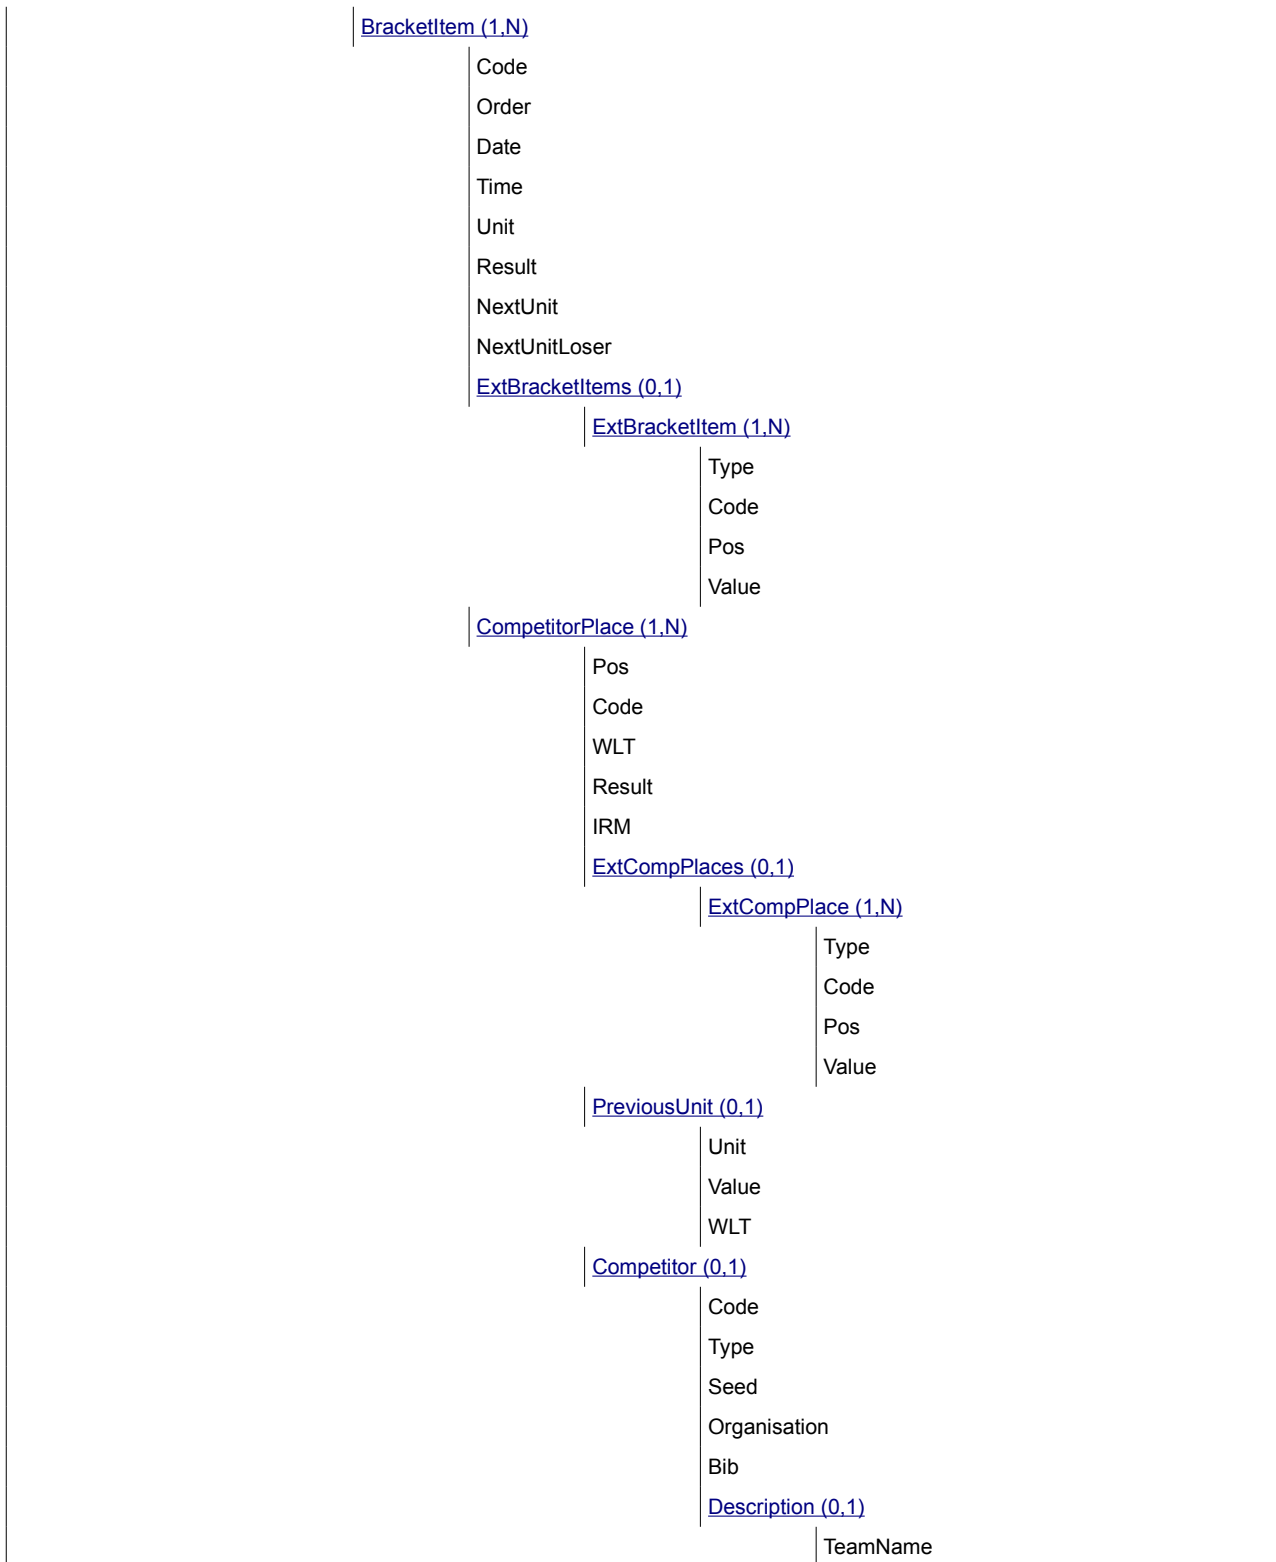 BracketItem (1,N)
Code
Order
Date
Time
Unit
Result
NextUnit
NextUnitLoser
ExtBracketItems (0,1)
ExtBracketItem (1,N)
Type
Code
Pos
Value
CompetitorPlace (1,N)
Pos
Code
WLT
Result
IRM
ExtCompPlaces (0,1)
ExtCompPlace (1,N)
Type
Code
Pos
Value
PreviousUnit (0,1)
Unit
Value
WLT
Competitor (0,1)
Code
Type
Seed
Organisation
Bib
Description (0,1)
TeamName